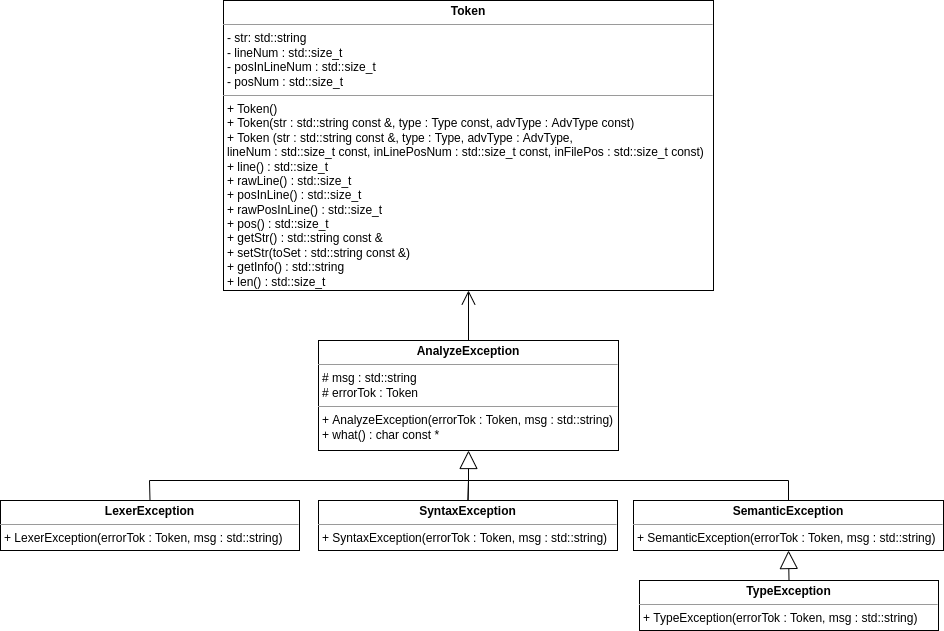 Token
- str: std::string
- lineNum : std::size_t
- posInLineNum : std::size_t
- posNum : std::size_t
+ Token()
+ Token(str : std::string const &, type : Type const, advType : AdvType const)
+ Token (str : std::string const &, type : Type, advType : AdvType,
lineNum : std::size_t const, inLinePosNum : std::size_t const, inFilePos : std::size_t const)
+ line() : std::size_t
+ rawLine() : std::size_t
+ posInLine() : std::size_t
+ rawPosInLine() : std::size_t
+ pos() : std::size_t
+ getStr() : std::string const &
+ setStr(toSet : std::string const &)
+ getInfo() : std::string
+ len() : std::size_t
AnalyzeException
# msg : std::string
# errorTok : Token
+ AnalyzeException(errorTok : Token, msg : std::string)
+ what() : char const *
LexerException
+ LexerException(errorTok : Token, msg : std::string)
SyntaxException
+ SyntaxException(errorTok : Token, msg : std::string)
SemanticException
+ SemanticException(errorTok : Token, msg : std::string)
TypeException
+ TypeException(errorTok : Token, msg : std::string)